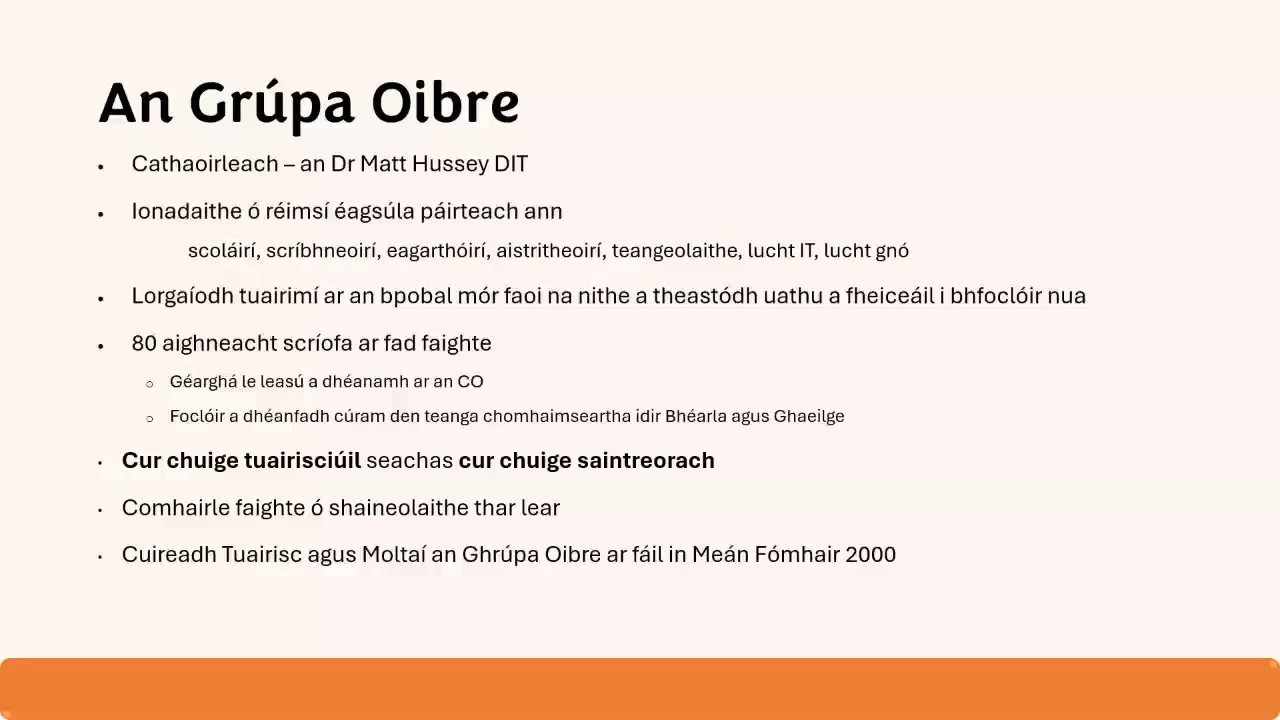 An Grúpa Oibre
• Cathaoirleach – an Dr Matt Hussey DIT
• Ionadaithe ó réimsí éagsúla páirteach ann
scoláirí, scríbhneoirí, eagarthóirí, aistritheoirí, teangeolaithe, lucht IT, lucht gnó
• Lorgaíodh tuairimí ar an bpobal mór faoi na nithe a theastódh uathu a fheiceáil i bhfoclóir nua
• 80 aighneacht scríofa ar fad faighte
○ Géarghá le leasú a dhéanamh ar an CO
○ Foclóir a dhéanfadh cúram den teanga chomhaimseartha idir Bhéarla agus Ghaeilge
• Cur chuige tuairisciúil seachas cur chuige saintreorach
• Comhairle faighte ó shaineolaithe thar lear
• Cuireadh Tuairisc agus Moltaí an Ghrúpa Oibre ar fáil in Meán Fómhair 2000